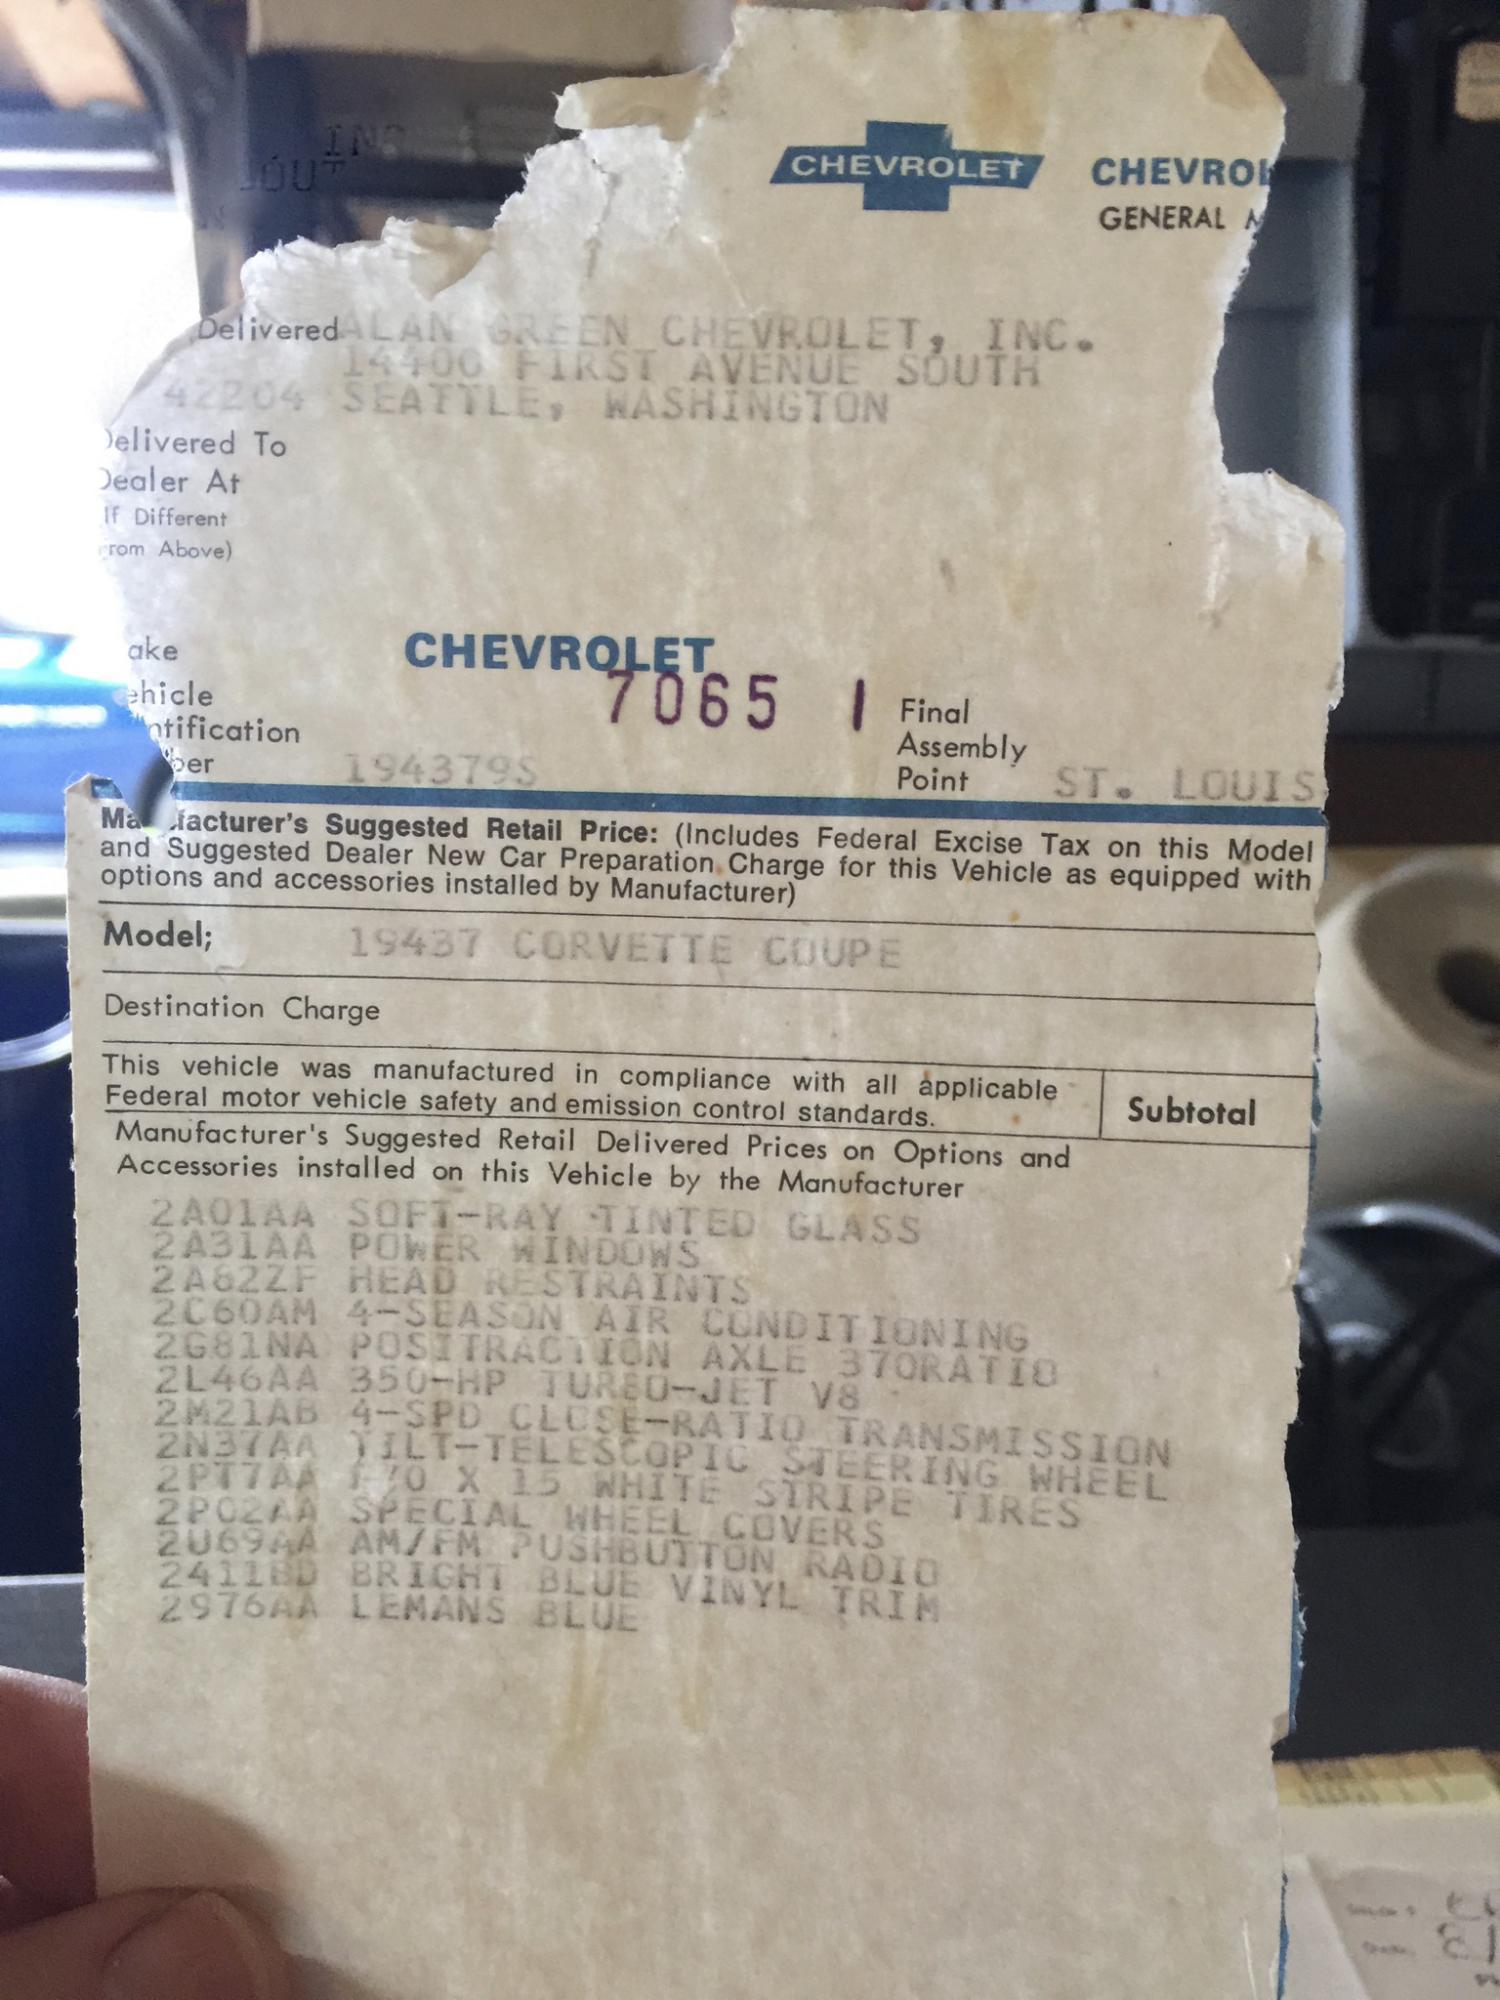 CHEVROLET
CHEVROL
GENERAL M
Delivered ALAN GREEN CHEVROLET, INC.
14400 FIRST AVENUE SOUTH
42204 SEATTLE, WASHINGTON
Delivered To
Dealer At
If Different
rom Above)
ake CHEVROLET
7065 1
ehicle
ntification
ber 194379S
Final
Assembly
Point ST. LOUIS
Manufacturer's Suggested Retail Price: (Includes Federal Excise Tax on this Model
and Suggested Dealer New Car Preparation Charge for this Vehicle as equipped with
options and accessories installed by Manufacturer)
Model; 19437 CORVETTE COUPE
Destination Charge
This vehicle was manufactured in compliance with all applicable
Federal motor vehicle safety and emission control standards.
Subtotal
Manufacturer's Suggested Retail Delivered Prices on Options and
Accessories installed on this Vehicle by the Manufacturer
2A01AA SOFT-RAY TINTED GLASS
2A31AA POWER WINDOWS
2A82ZF HEAD RESTRAINTS
2C60AM 4-SEASON AIR CONDITIONING
2G81NA POSITRACTION AXLE 370RATIO
2L46AA 350-HP TURBO-JET V8
2M21AB 4-SPD CLOSE-RATIO TRANSMISSION
2N37AA TILT-TELESCOPIC STEERING WHEEL
2PT7AA F70 X 15 WHITE STRIPE TIRES
2P02AA SPECIAL WHEEL COVERS
2U69AA AM/FM PUSHBUTTON RADIO
2411BD BRIGHT BLUE VINYL TRIM
2976AA LEMANS BLUE